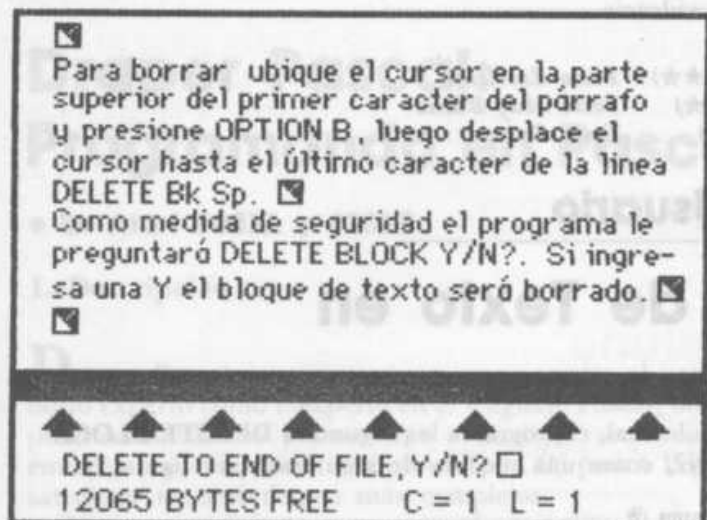 Para borrar ubique el cursor en la parte
superior del primer caracter del párrafo
y presione OPTION B, luego desplace el
cursor hasta el último caracter de la linea
DELETE Bk Sp.
Como medida de seguridad el programa le
preguntará DELETE BLOCK Y/N?. Si ingre-
sa una Y el bloque de texto será borrado.
DELETE TO END OF FILE, Y/N?
12065 BYTES FREE C = 1 L = 1